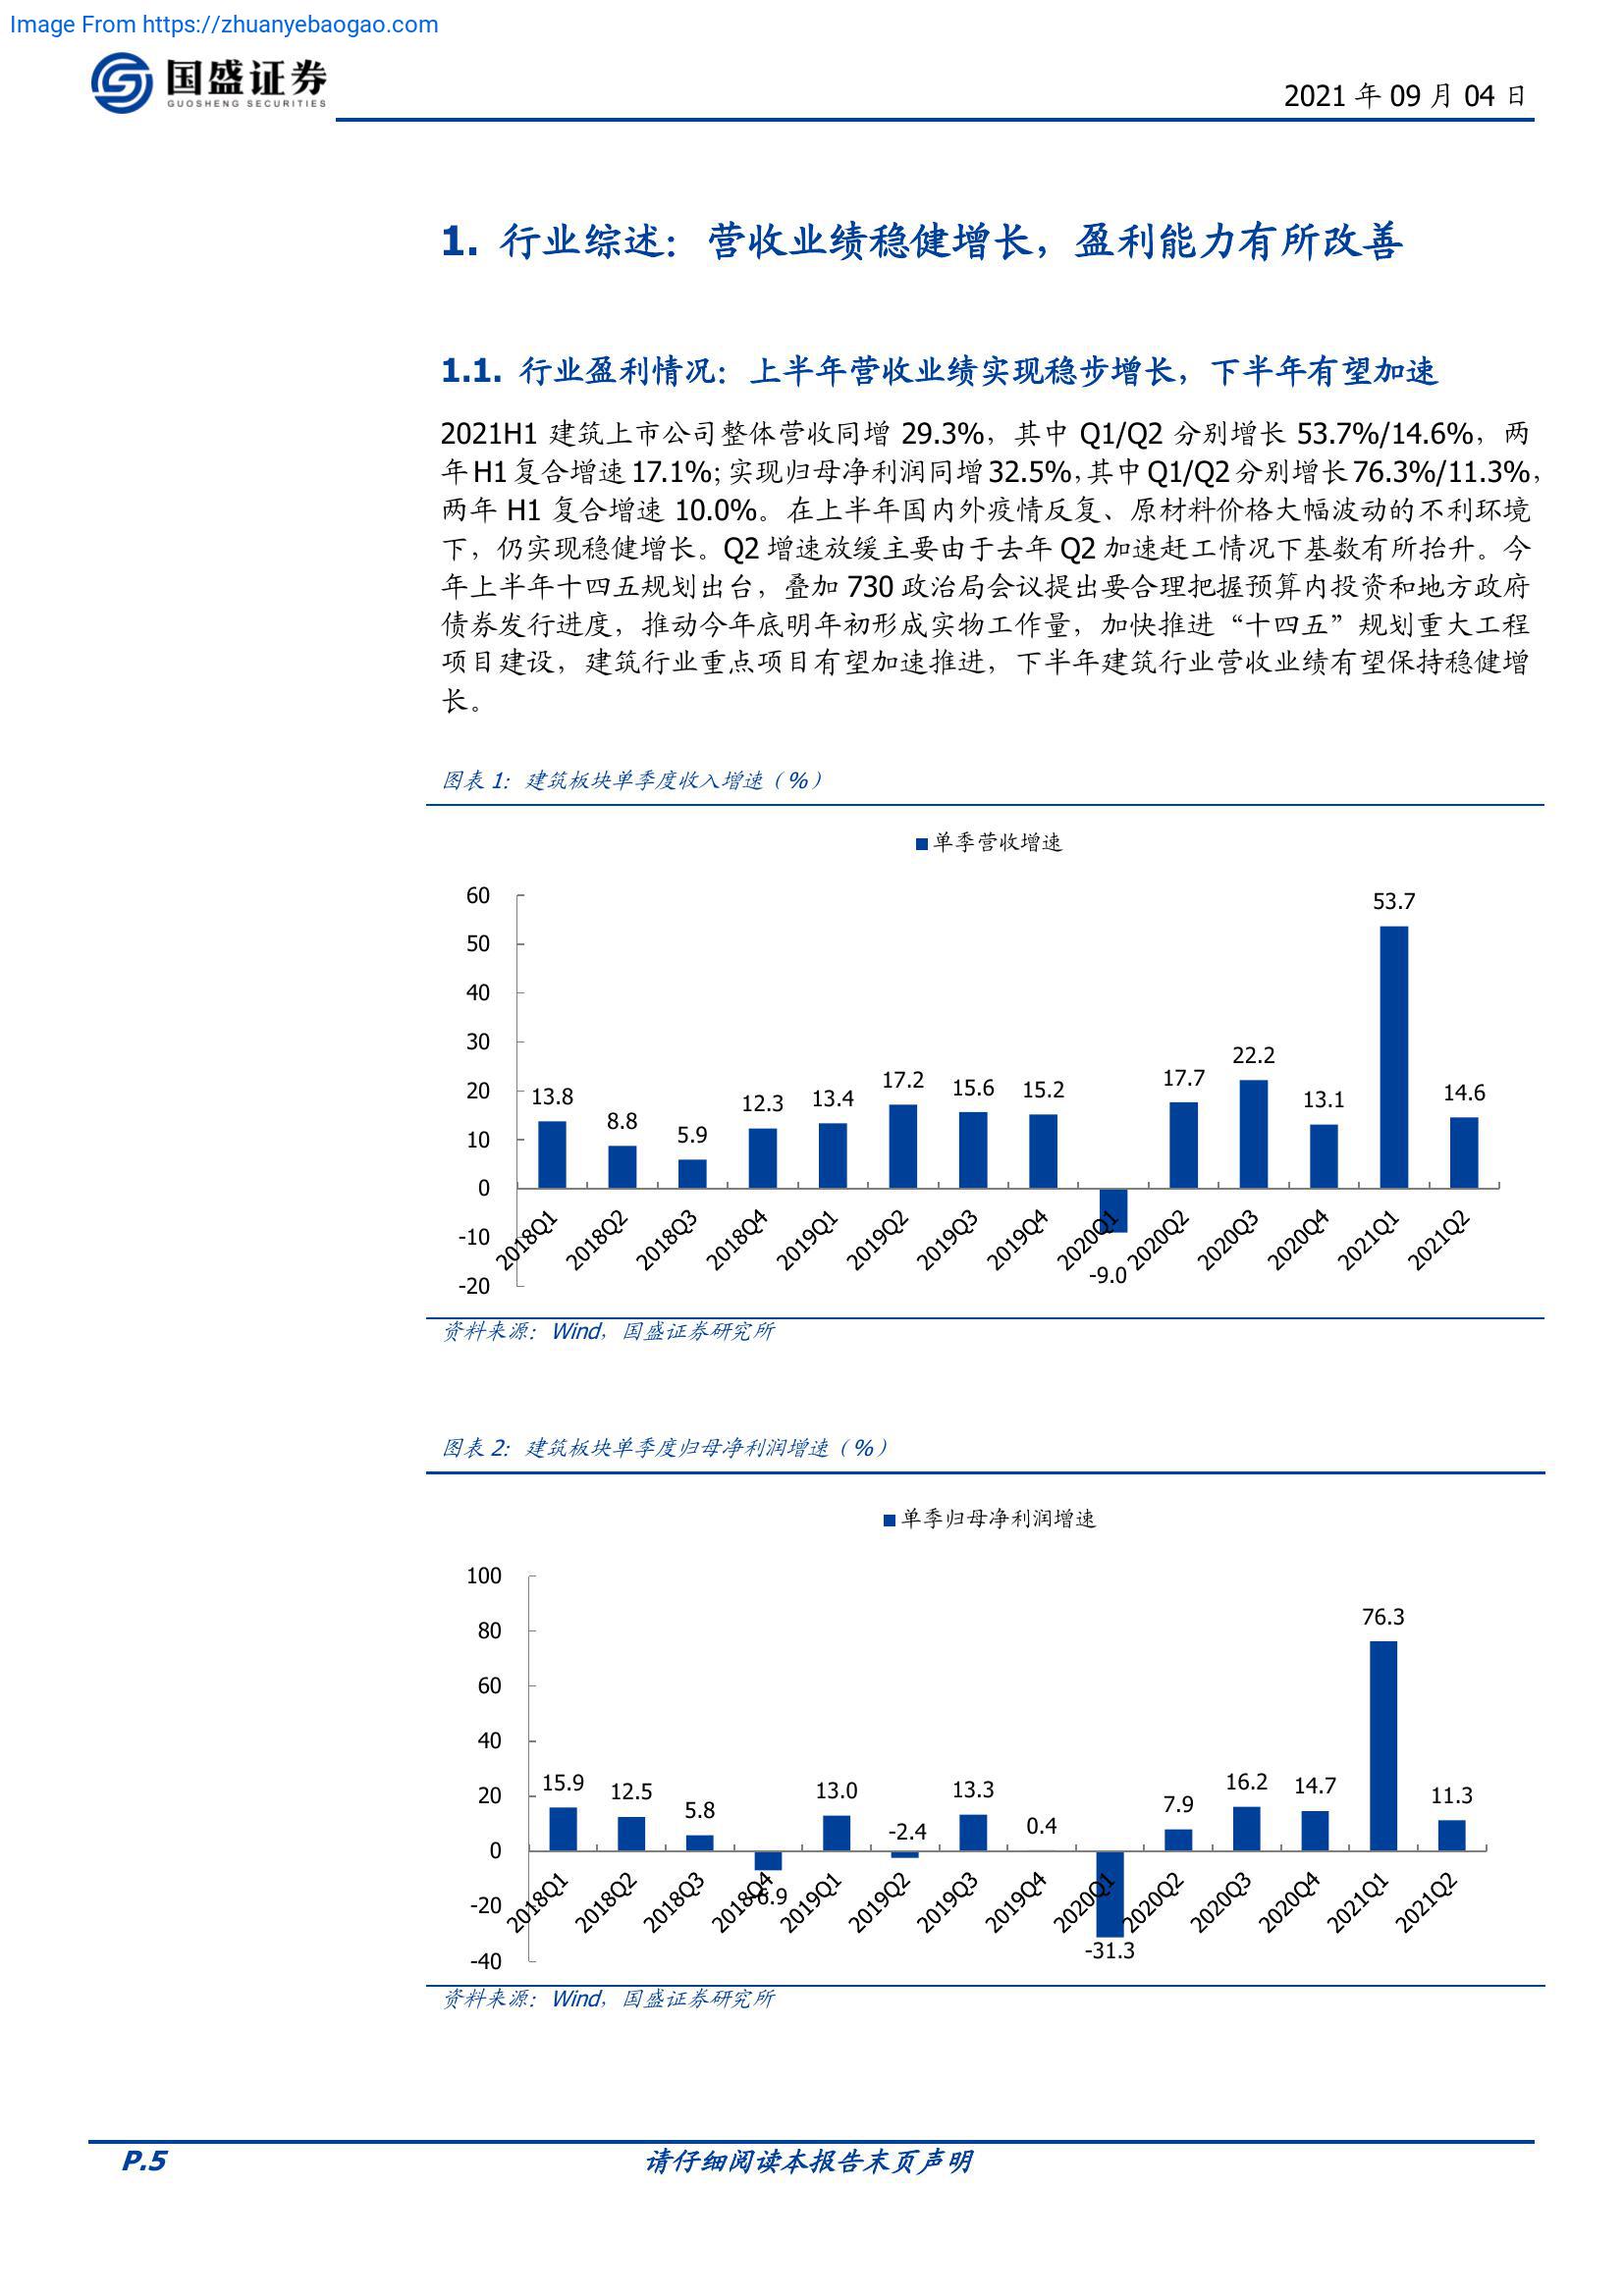 Image From https://zhuanyebaogao.com
国盛证券
GUOSHENG SECURITIES
2021 年 09 月 04 日
1. 行业综述：营收业绩稳健增长，盈利能力有所改善
1.1. 行业盈利情况：上半年营收业绩实现稳步增长，下半年有望加速
2021H1 建筑上市公司整体营收同增 29.3%，其中 Q1/Q2 分别增长 53.7%/14.6%，两
年 H1 复合增速 17.1%；实现归母净利润同增 32.5%，其中 Q1/Q2 分别增长 76.3%/11.3%，
两年 H1 复合增速 10.0%。在上半年国内外疫情反复、原材料价格大幅波动的不利环境
下，仍实现稳健增长。Q2 增速放缓主要由于去年 Q2 加速赶工情况下基数有所抬升。今
年上半年十四五规划出台，叠加 730 政治局会议提出要合理把握预算内投资和地方政府
债券发行进度，推动今年底明年初形成实物工作量，加快推进“十四五”规划重大工程
项目建设，建筑行业重点项目有望加速推进，下半年建筑行业营收业绩有望保持稳健增
长。
图表 1：建筑板块单季度收入增速（%）
单季营收增速
60
50
40
30
20
10
0
-10
-20
13.8
8.8
5.9
12.3
13.4
17.2
15.6
15.2
-9.0
17.7
22.2
13.1
53.7
14.6
2018Q1
2018Q2
2018Q3
2018Q4
2019Q1
2019Q2
2019Q3
2019Q4
2020Q1
2020Q2
2020Q3
2020Q4
2021Q1
2021Q2
资料来源：Wind，国盛证券研究所
图表 2：建筑板块单季度归母净利润增速（%）
单季归母净利润增速
100
80
60
40
20
0
-20
-40
15.9
12.5
5.8
-6.9
13.0
-2.4
13.3
0.4
-31.3
7.9
16.2
14.7
76.3
11.3
2018Q1
2018Q2
2018Q3
2018Q4
2019Q1
2019Q2
2019Q3
2019Q4
2020Q1
2020Q2
2020Q3
2020Q4
2021Q1
2021Q2
资料来源：Wind，国盛证券研究所
P.5
请仔细阅读本报告末页声明